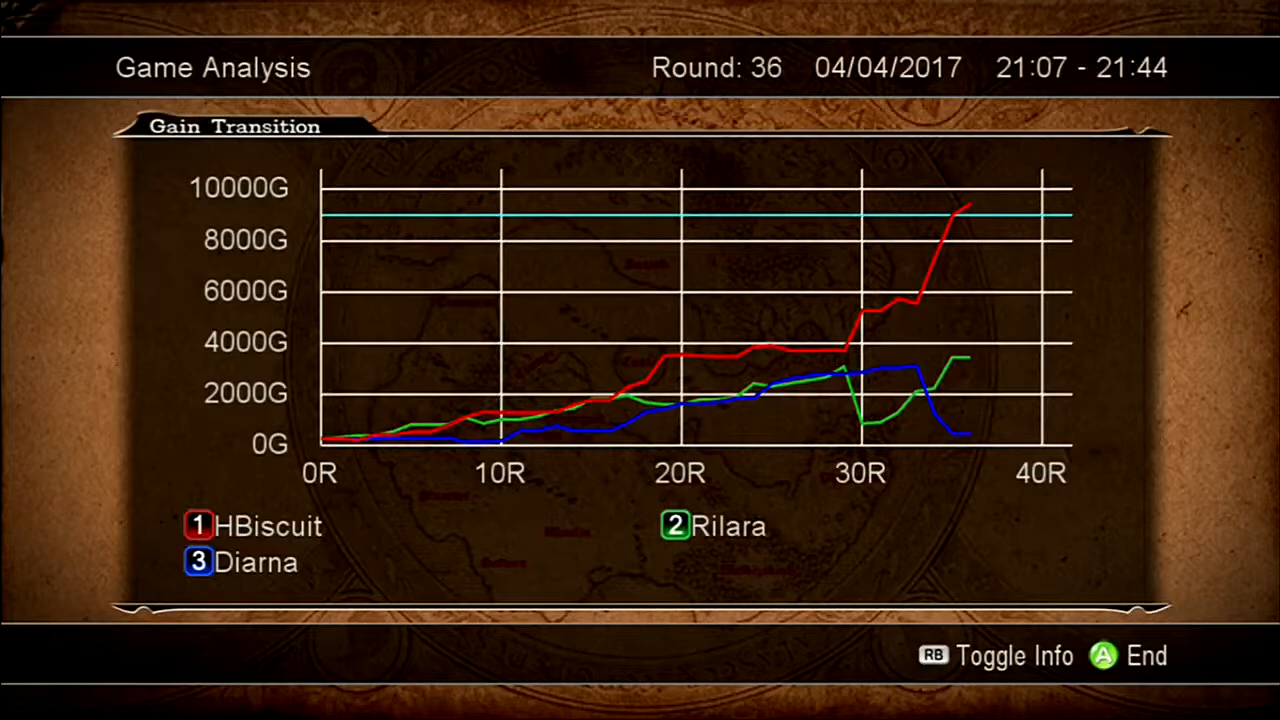 Game Analysis
Round: 36 04/04/2017 21:07 - 21:44
Gain Transition
10000G
8000G
6000G
4000G
2000G
0G
0R 10R 20R 30R 40R
1 HBiscuit
2 Rilara
3 Diarna
RB Toggle Info A End